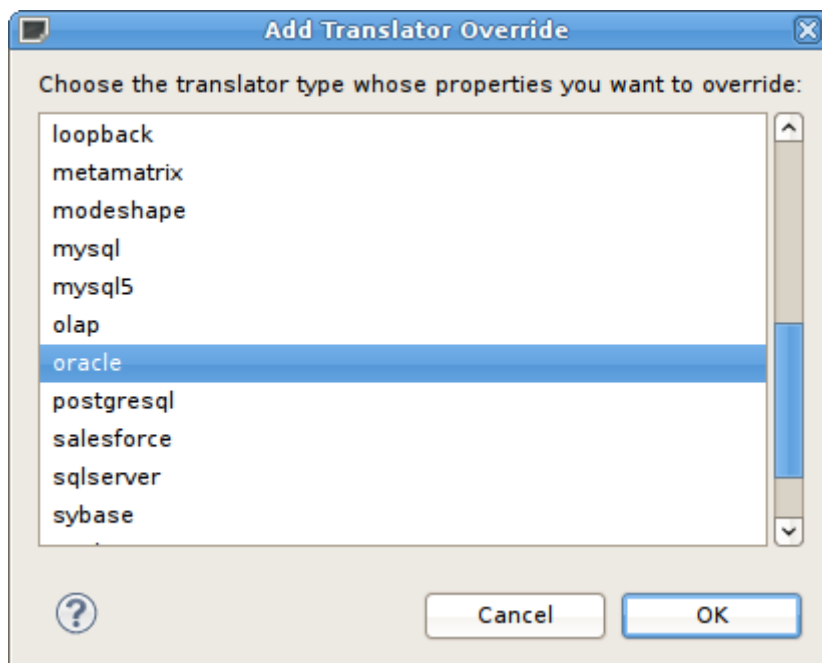 Add Translator Override
Choose the translator type whose properties you want to override:
loopback
metamatrix
modeshape
mysql
mysql5
olap
oracle
postgresql
salesforce
sqlserver
sybase
?
Cancel OK